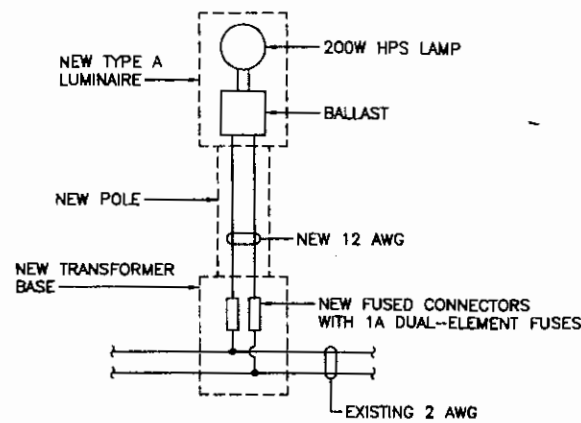 200W HPS LAMP
NEW TYPE A
LUMINAIRE
BALLAST
NEW POLE
NEW 12 AWG
NEW TRANSFORMER
BASE
NEW FUSED CONNECTORS
WITH 1A DUAL-ELEMENT FUSES
EXISTING 2 AWG